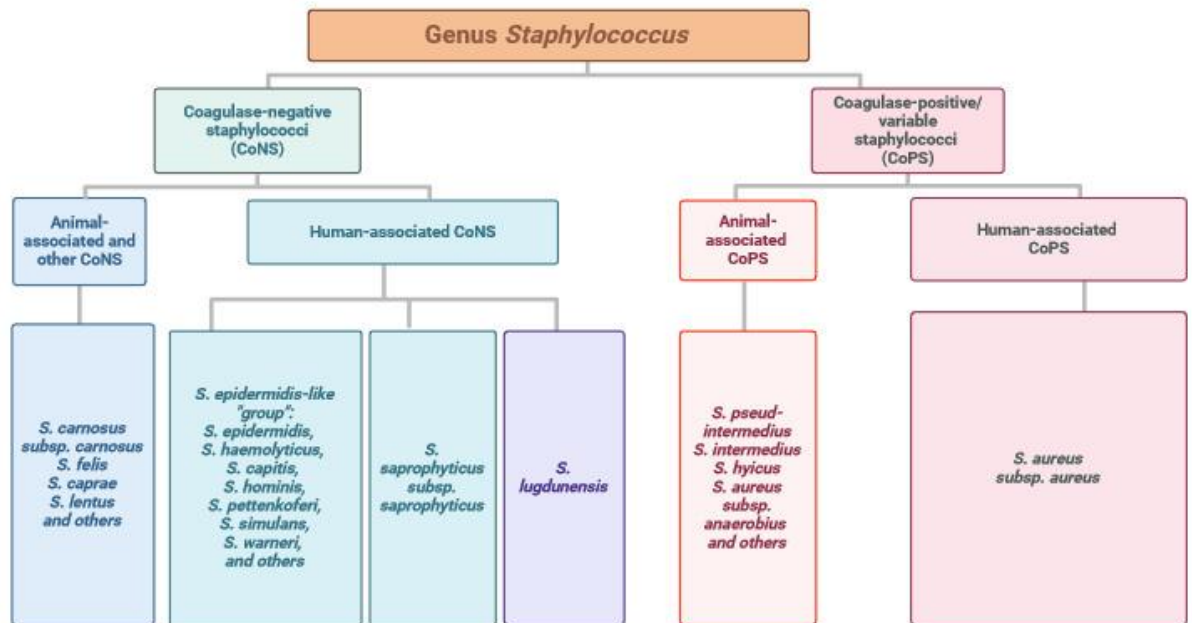 Genus Staphylococcus
Coagulase-negative
staphylococci
(CoNS)
Coagulase-positive/
variable
staphylococci
(CoPS)
Animal-
associated and
other CoNS
Human-associated CoNS
Animal-
associated
CoPS
Human-associated
CoPS
S. carnosus
subsp. carnosus
S. felis
S. caprae
S. lentus
and others
S. epidermidis-like
"group":
S. epidermidis,
S. haemolyticus,
S. capitis,
S. hominis,
S. pettenkoferi,
S. simulans,
S. warneri,
and others
S.
saprophyticus
subsp.
saprophyticus
S.
lugdunensis
S. pseud-
intermedius
S. intermedius
S. hyicus
S. aureus
subsp.
anaerobius
and others
S. aureus
subsp. aureus